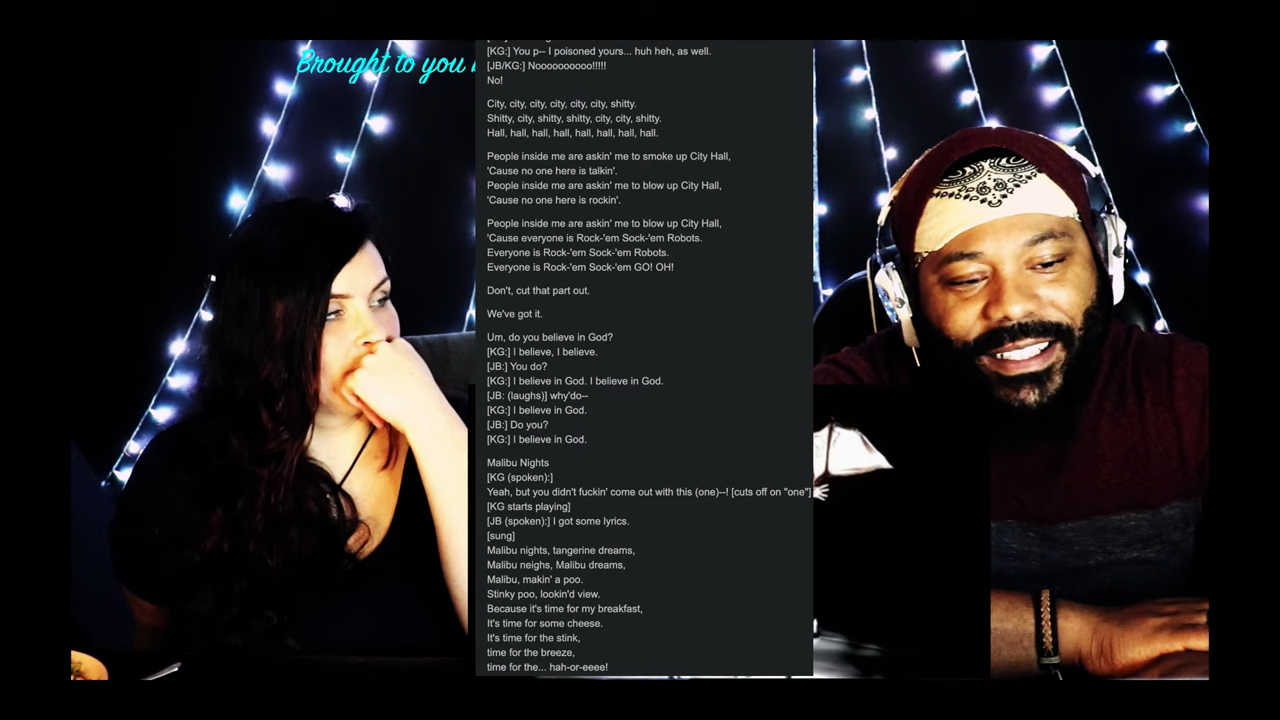 Brought to you
[KG:] You p-- I poisoned yours... huh heh, as well.
[JB/KG:] Noooooooooo!!!!!
No!
City, city, city, city, city, city, shitty.
Shitty, city, shitty, shitty, city, city, shitty.
Hall, hall, hall, hall, hall, hall, hall, hall.
People inside me are askin' me to smoke up City Hall,
'Cause no one here is talkin'.
People inside me are askin' me to blow up City Hall,
'Cause no one here is rockin'.
People inside me are askin' me to blow up City Hall,
'Cause everyone is Rock-'em Sock-'em Robots.
Everyone is Rock-'em Sock-'em Robots.
Everyone is Rock-'em Sock-'em GO! OH!
Don't, cut that part out.
We've got it.
Um, do you believe in God?
[KG:] I believe, I believe.
[JB:] You do?
[KG:] I believe in God. I believe in God.
[JB: (laughs)] why'do--
[KG:] I believe in God.
[JB:] Do you?
[KG:] I believe in God.
Malibu Nights
[KG (spoken):]
Yeah, but you didn't fuckin' come out with this (one)--! [cuts off on "one"]
[KG starts playing]
[JB (spoken):] I got some lyrics.
[sung]
Malibu nights, tangerine dreams,
Malibu neighs, Malibu dreams,
Malibu, makin' a poo.
Stinky poo, lookin'd view.
Because it's time for my breakfast,
It's time for some cheese.
It's time for the stink,
time for the breeze,
time for the... hah-or-eeee!